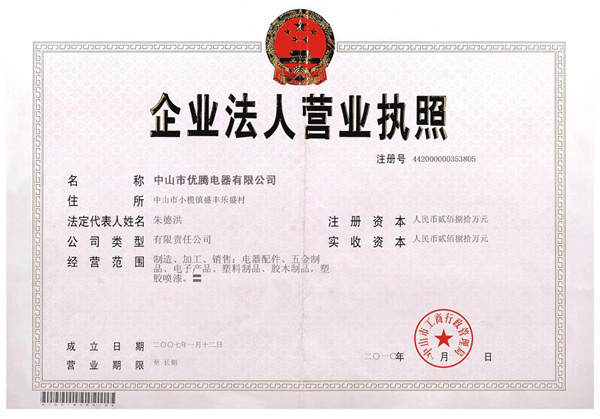 企业法人营业执照
注册号 442000000353805
名称 中山市优腾电器有限公司
住所 中山市小榄镇盛丰乐盛村
法定代表人姓名 朱德洪 注册资本 人民币贰佰捌拾万元
公司类型 有限责任公司 实收资本 人民币贰佰捌拾万元
经营范围 制造、加工、销售：电器配件、五金制
品、电子产品、塑料制品、胶木制品，塑
胶喷漆。〓
中山市工商行政管理局
成立日期 二〇〇七年一月十二日
二〇一〇年 月 日
营业期限 至 长期